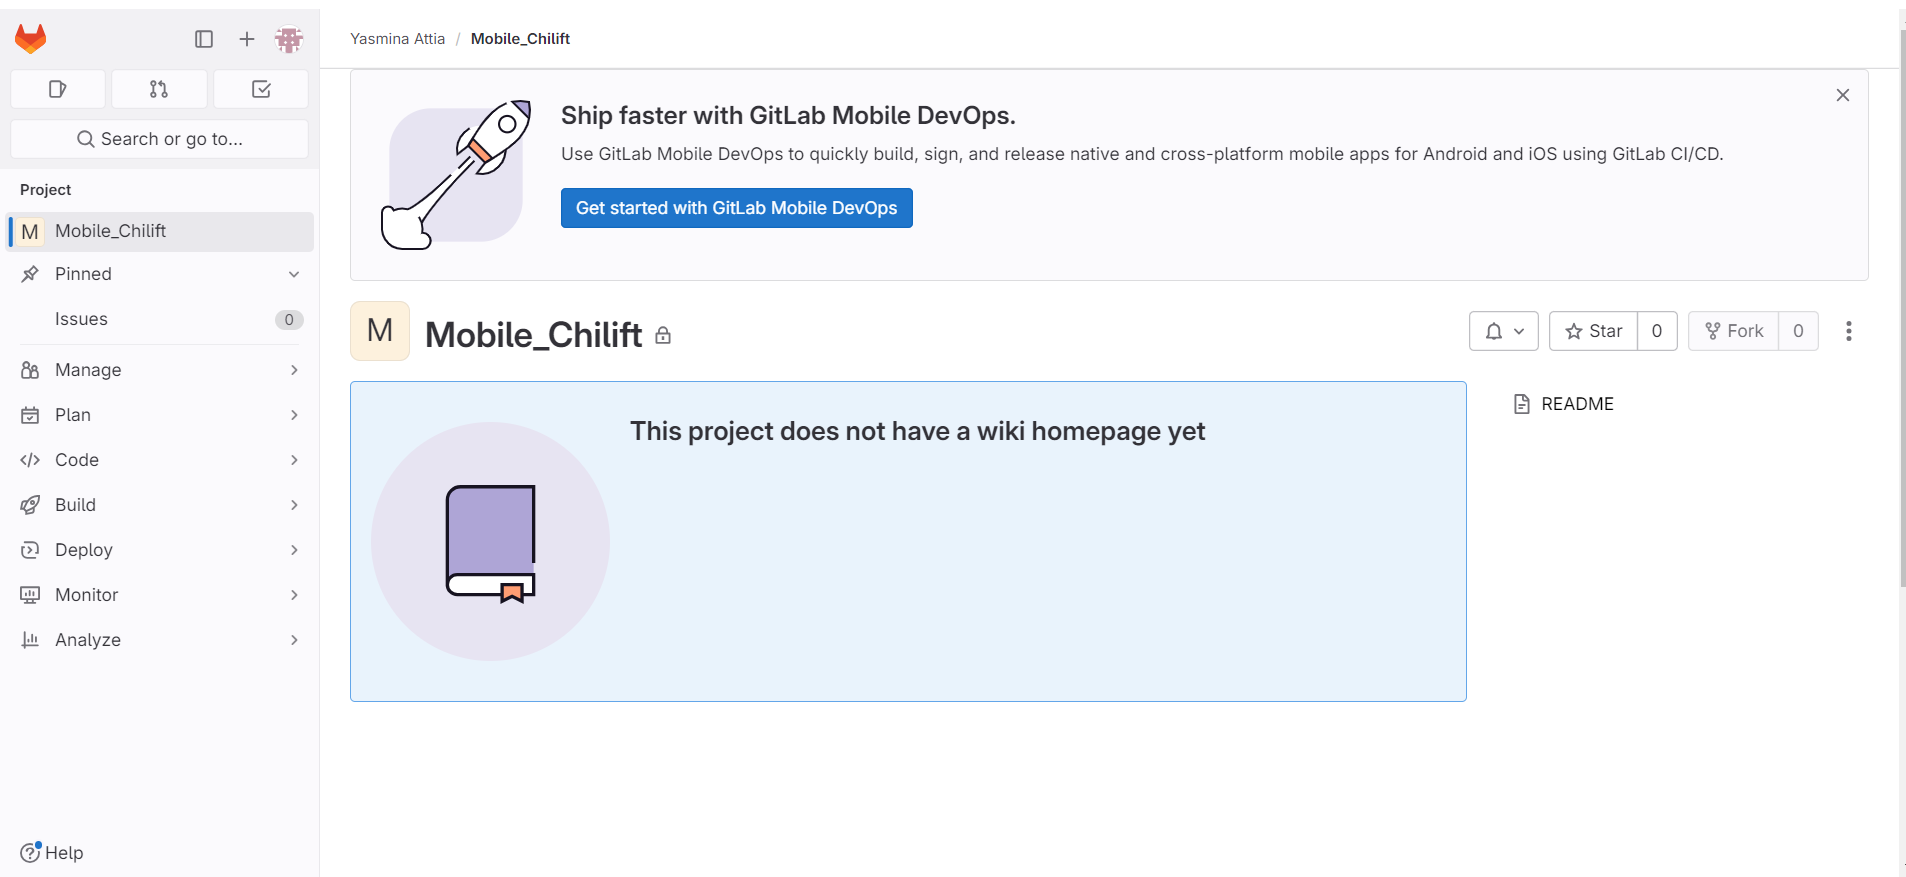 Search or go to...
Project
M Mobile_Chilift
Pinned
Issues 0
Manage
Plan
Code
Build
Deploy
Monitor
Analyze
Help
Yasmina Attia / Mobile_Chilift
Ship faster with GitLab Mobile DevOps.
Use GitLab Mobile DevOps to quickly build, sign, and release native and cross-platform mobile apps for Android and iOS using GitLab CI/CD.
Get started with GitLab Mobile DevOps
M Mobile_Chilift
Star 0 Fork 0
This project does not have a wiki homepage yet
README